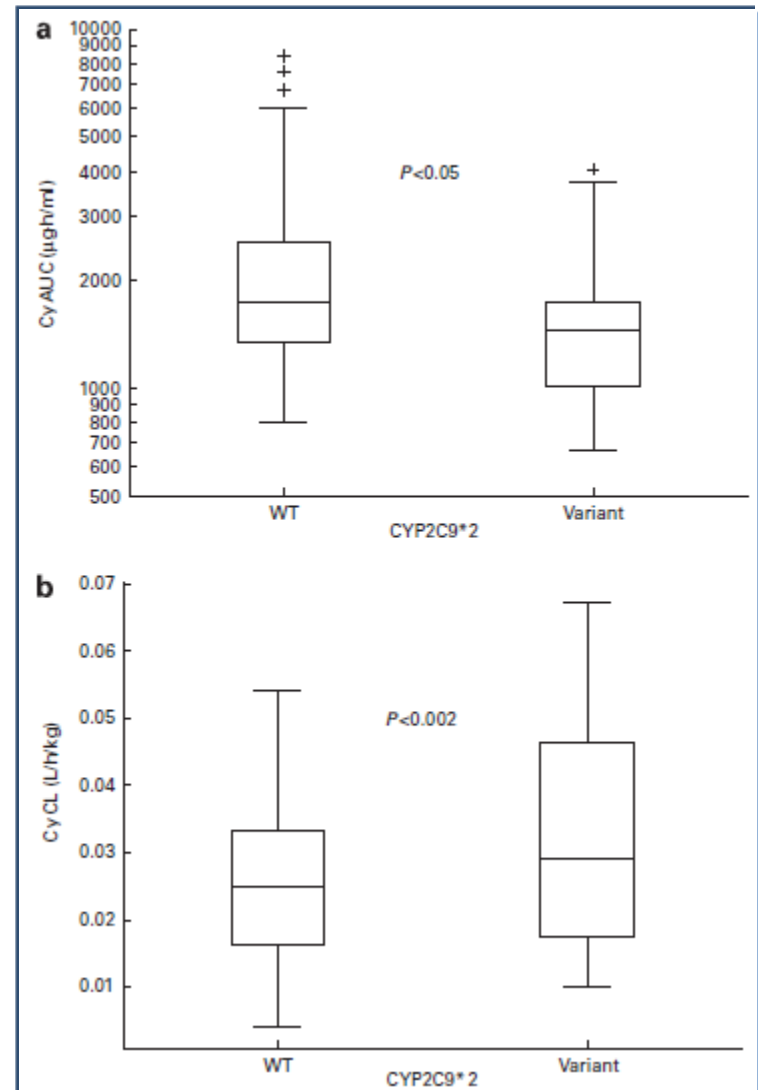 a
10000
9000
8000
7000
6000
5000
4000
3000
2000
1000
900
800
700
600
500
Cy AUC (μg h/ml)
P<0.05
WT
Variant
CYP2C9*2
b
0.07
0.06
0.05
0.04
0.03
0.02
0.01
Cy CL (L/h/kg)
P<0.002
WT
Variant
CYP2C9*2